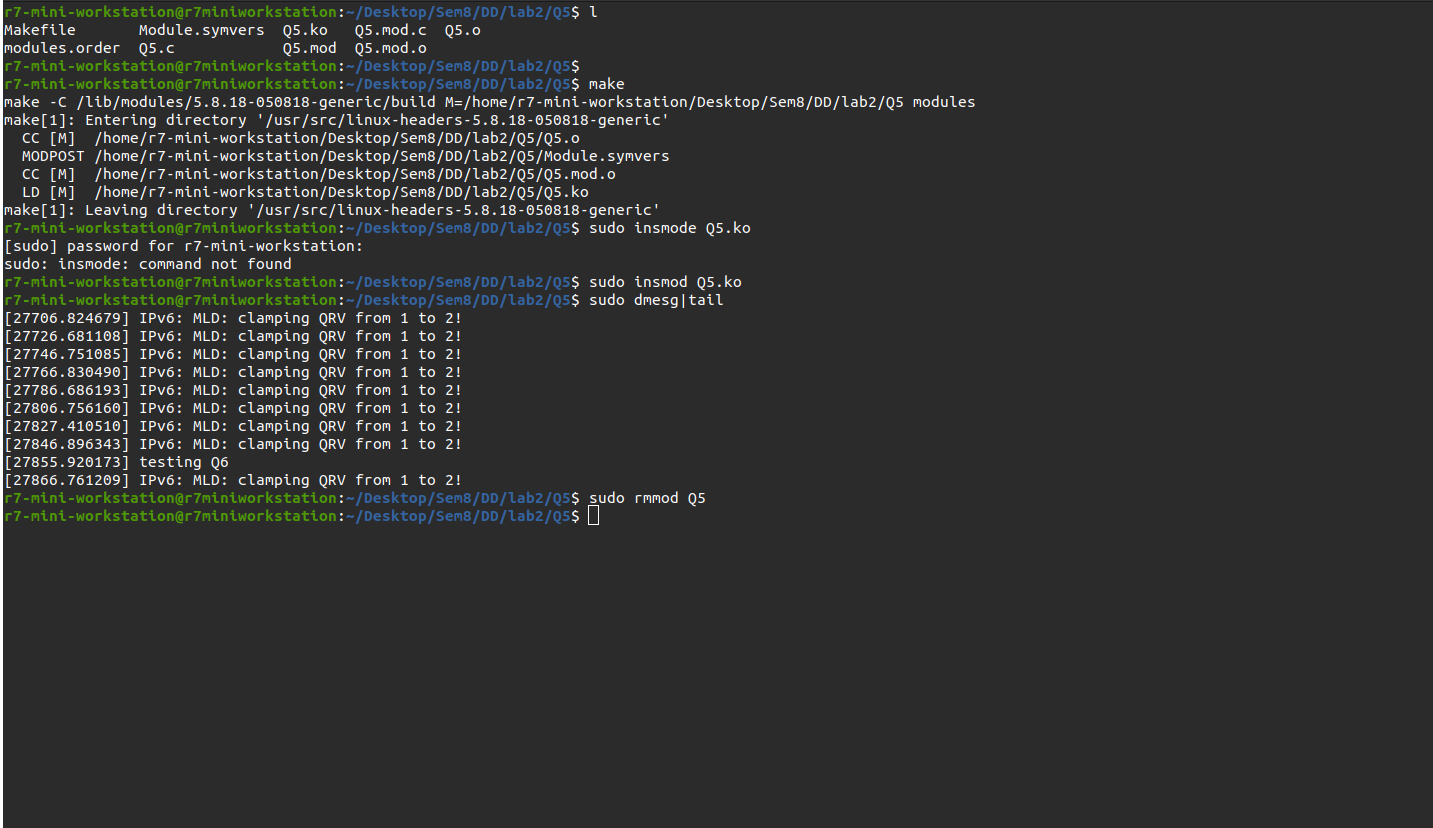 r7-mini-workstation@r7miniworkstation:~/Desktop/Sem8/DD/lab2/Q5$ l
Makefile       Module.symvers  Q5.ko   Q5.mod.c  Q5.o
modules.order  Q5.c            Q5.mod  Q5.mod.o
r7-mini-workstation@r7miniworkstation:~/Desktop/Sem8/DD/lab2/Q5$
r7-mini-workstation@r7miniworkstation:~/Desktop/Sem8/DD/lab2/Q5$ make
make -C /lib/modules/5.8.18-050818-generic/build M=/home/r7-mini-workstation/Desktop/Sem8/DD/lab2/Q5 modules
make[1]: Entering directory '/usr/src/linux-headers-5.8.18-050818-generic'
  CC [M]  /home/r7-mini-workstation/Desktop/Sem8/DD/lab2/Q5/Q5.o
  MODPOST /home/r7-mini-workstation/Desktop/Sem8/DD/lab2/Q5/Module.symvers
  CC [M]  /home/r7-mini-workstation/Desktop/Sem8/DD/lab2/Q5/Q5.mod.o
  LD [M]  /home/r7-mini-workstation/Desktop/Sem8/DD/lab2/Q5/Q5.ko
make[1]: Leaving directory '/usr/src/linux-headers-5.8.18-050818-generic'
r7-mini-workstation@r7miniworkstation:~/Desktop/Sem8/DD/lab2/Q5$ sudo insmode Q5.ko
[sudo] password for r7-mini-workstation:
sudo: insmode: command not found
r7-mini-workstation@r7miniworkstation:~/Desktop/Sem8/DD/lab2/Q5$ sudo insmod Q5.ko
r7-mini-workstation@r7miniworkstation:~/Desktop/Sem8/DD/lab2/Q5$ sudo dmesg|tail
[27706.824679] IPv6: MLD: clamping QRV from 1 to 2!
[27726.681108] IPv6: MLD: clamping QRV from 1 to 2!
[27746.751085] IPv6: MLD: clamping QRV from 1 to 2!
[27766.830490] IPv6: MLD: clamping QRV from 1 to 2!
[27786.686193] IPv6: MLD: clamping QRV from 1 to 2!
[27806.756160] IPv6: MLD: clamping QRV from 1 to 2!
[27827.410510] IPv6: MLD: clamping QRV from 1 to 2!
[27846.896343] IPv6: MLD: clamping QRV from 1 to 2!
[27855.920173] testing Q6
[27866.761209] IPv6: MLD: clamping QRV from 1 to 2!
r7-mini-workstation@r7miniworkstation:~/Desktop/Sem8/DD/lab2/Q5$ sudo rmmod Q5
r7-mini-workstation@r7miniworkstation:~/Desktop/Sem8/DD/lab2/Q5$